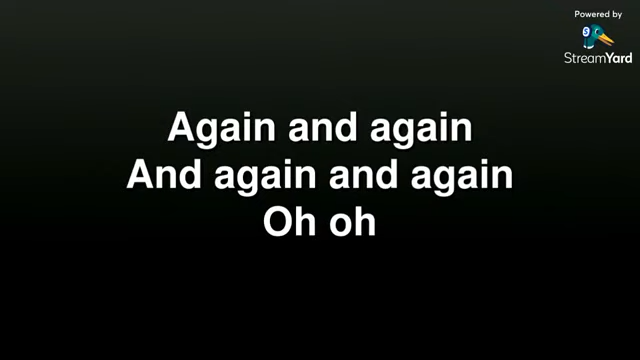 Powered by
StreamYard
Again and again
And again and again
Oh oh